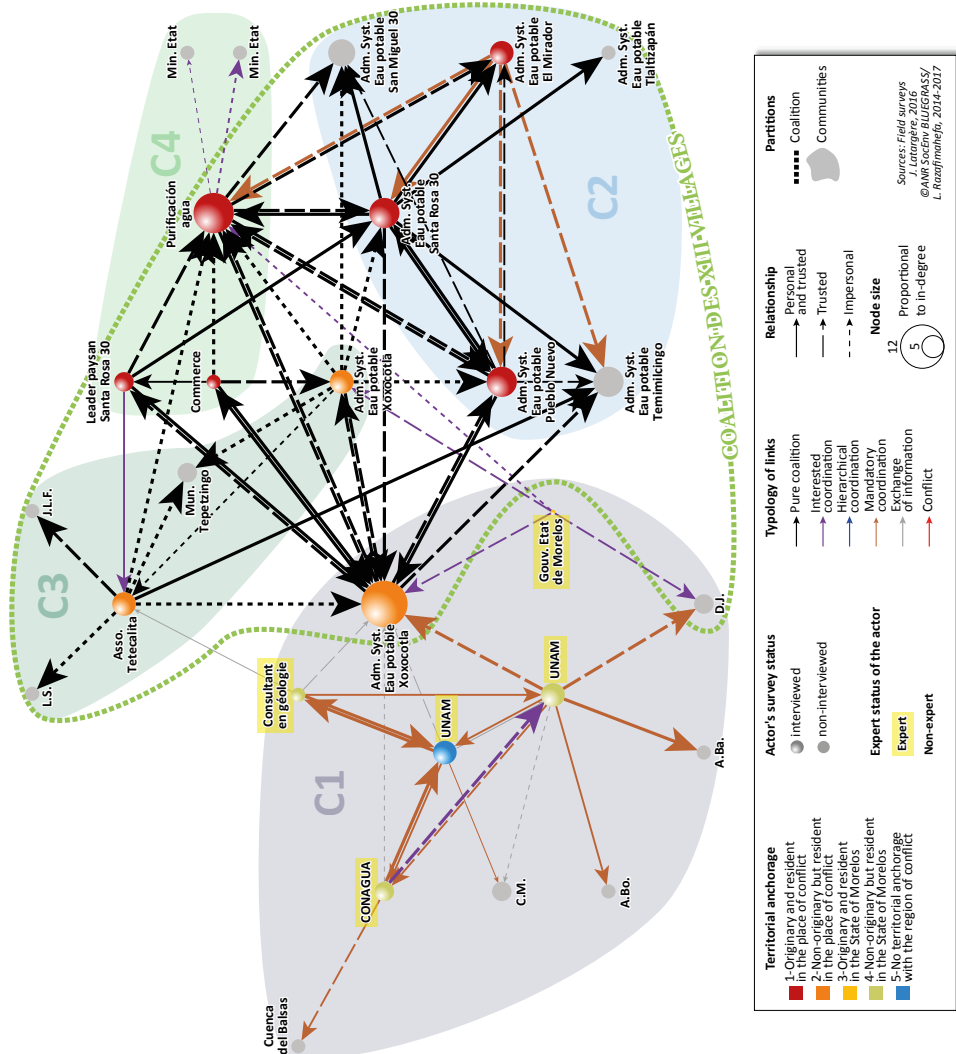 Cuenca
del Balsas
CONAGUA
C.M.
A.Bo.
A.Ba.
UNAM
UNAM
Consultant
en géologie
C1
L.S.
Asso.
Tetecalita
C3
J.L.F.
Mun.
Tepetzingo
Adm. Syst.
Eau potable
Xoxocotla
Gouv. Etat
de Morelos
D.J.
Leader paysan
Santa Rosa 30
Commerce
Adm. Syst.
Eau potable
Xoxocotla
Adm. Syst.
Eau potable
Pueblo Nuevo
Adm. Syst.
Eau potable
Temimilcingo
C4
Purificación
agua
Min. Etat
Min. Etat
Adm. Syst.
Eau potable
San Miguel 30
Adm. Syst.
Eau potable
Santa Rosa 30
Adm. Syst.
Eau potable
El Mirador
Adm. Syst.
Eau potable
Tlaltizapán
C2
COALITION DES XIII VILLAGES
Territorial anchorage
1-Originary and resident
in the place of conflict
2-Non-originary but resident
in the place of conflict
3-Originary and resident
in the State of Morelos
4-Non-originary but resident
in the State of Morelos
5-No territorial anchorage
with the region of conflict
Actor's survey status
interviewed
non-interviewed
Expert status of the actor
Expert
Non-expert
Typology of links
Pure coalition
Interested
coordination
Hierarchical
coordination
Mandatory
coordination
Exchange
of information
Conflict
Relationship
Personal
and trusted
Trusted
Impersonal
Node size
12
5
Proportional
to in-degree
Partitions
Coalition
Communities
Sources: Field surveys
J. Latargère, 2016
©ANR SocEnv BLUEGRASS/
L. Razafimahefa, 2014-2017